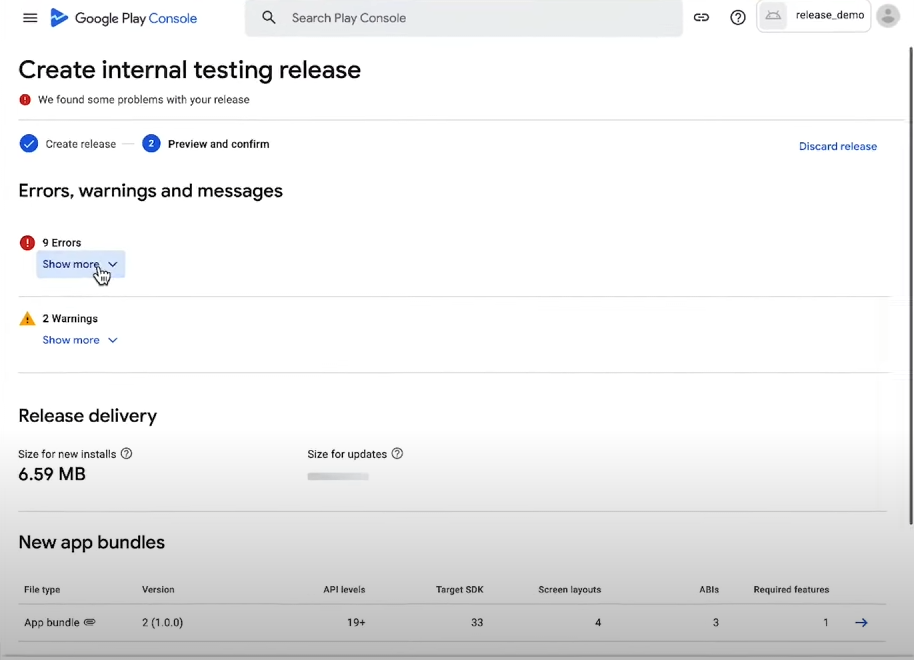 Google Play Console
Search Play Console
release_demo
Create internal testing release
We found some problems with your release
Create release
2
Preview and confirm
Discard release
Errors, warnings and messages
9 Errors
Show more
2 Warnings
Show more
Release delivery
Size for new installs
Size for updates
6.59 MB
New app bundles
File type Version API levels Target SDK Screen layouts ABIs Required features
App bundle 2 (1.0.0) 19+ 33 4 3 1